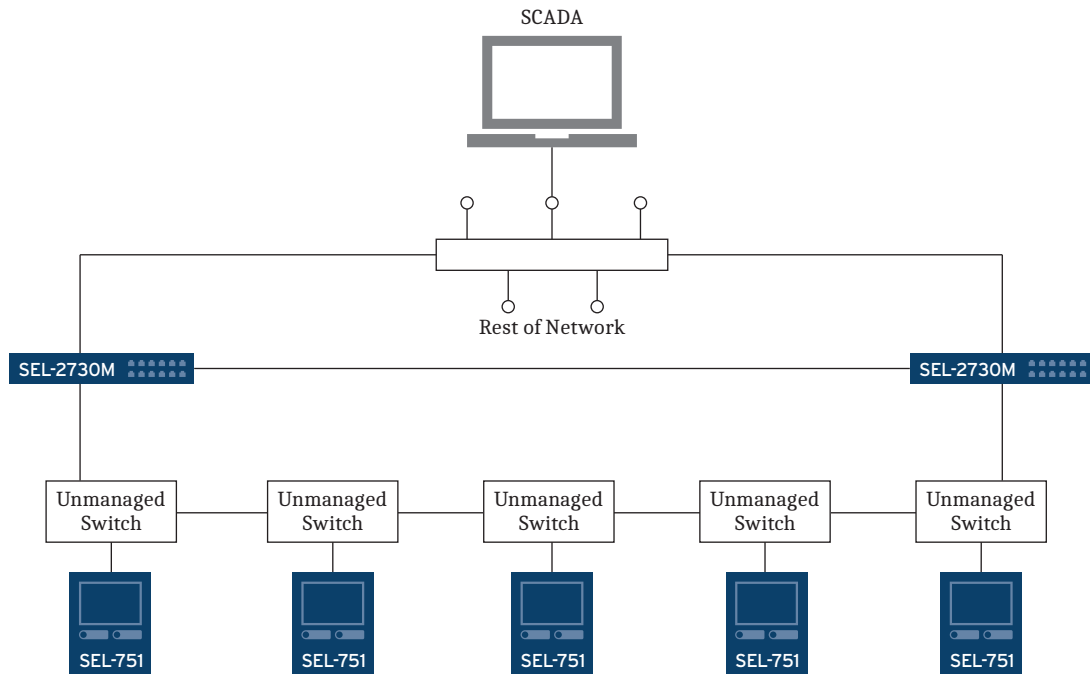 SCADA
Rest of Network
SEL-2730M
SEL-2730M
Unmanaged
Switch
Unmanaged
Switch
Unmanaged
Switch
Unmanaged
Switch
Unmanaged
Switch
SEL-751
SEL-751
SEL-751
SEL-751
SEL-751